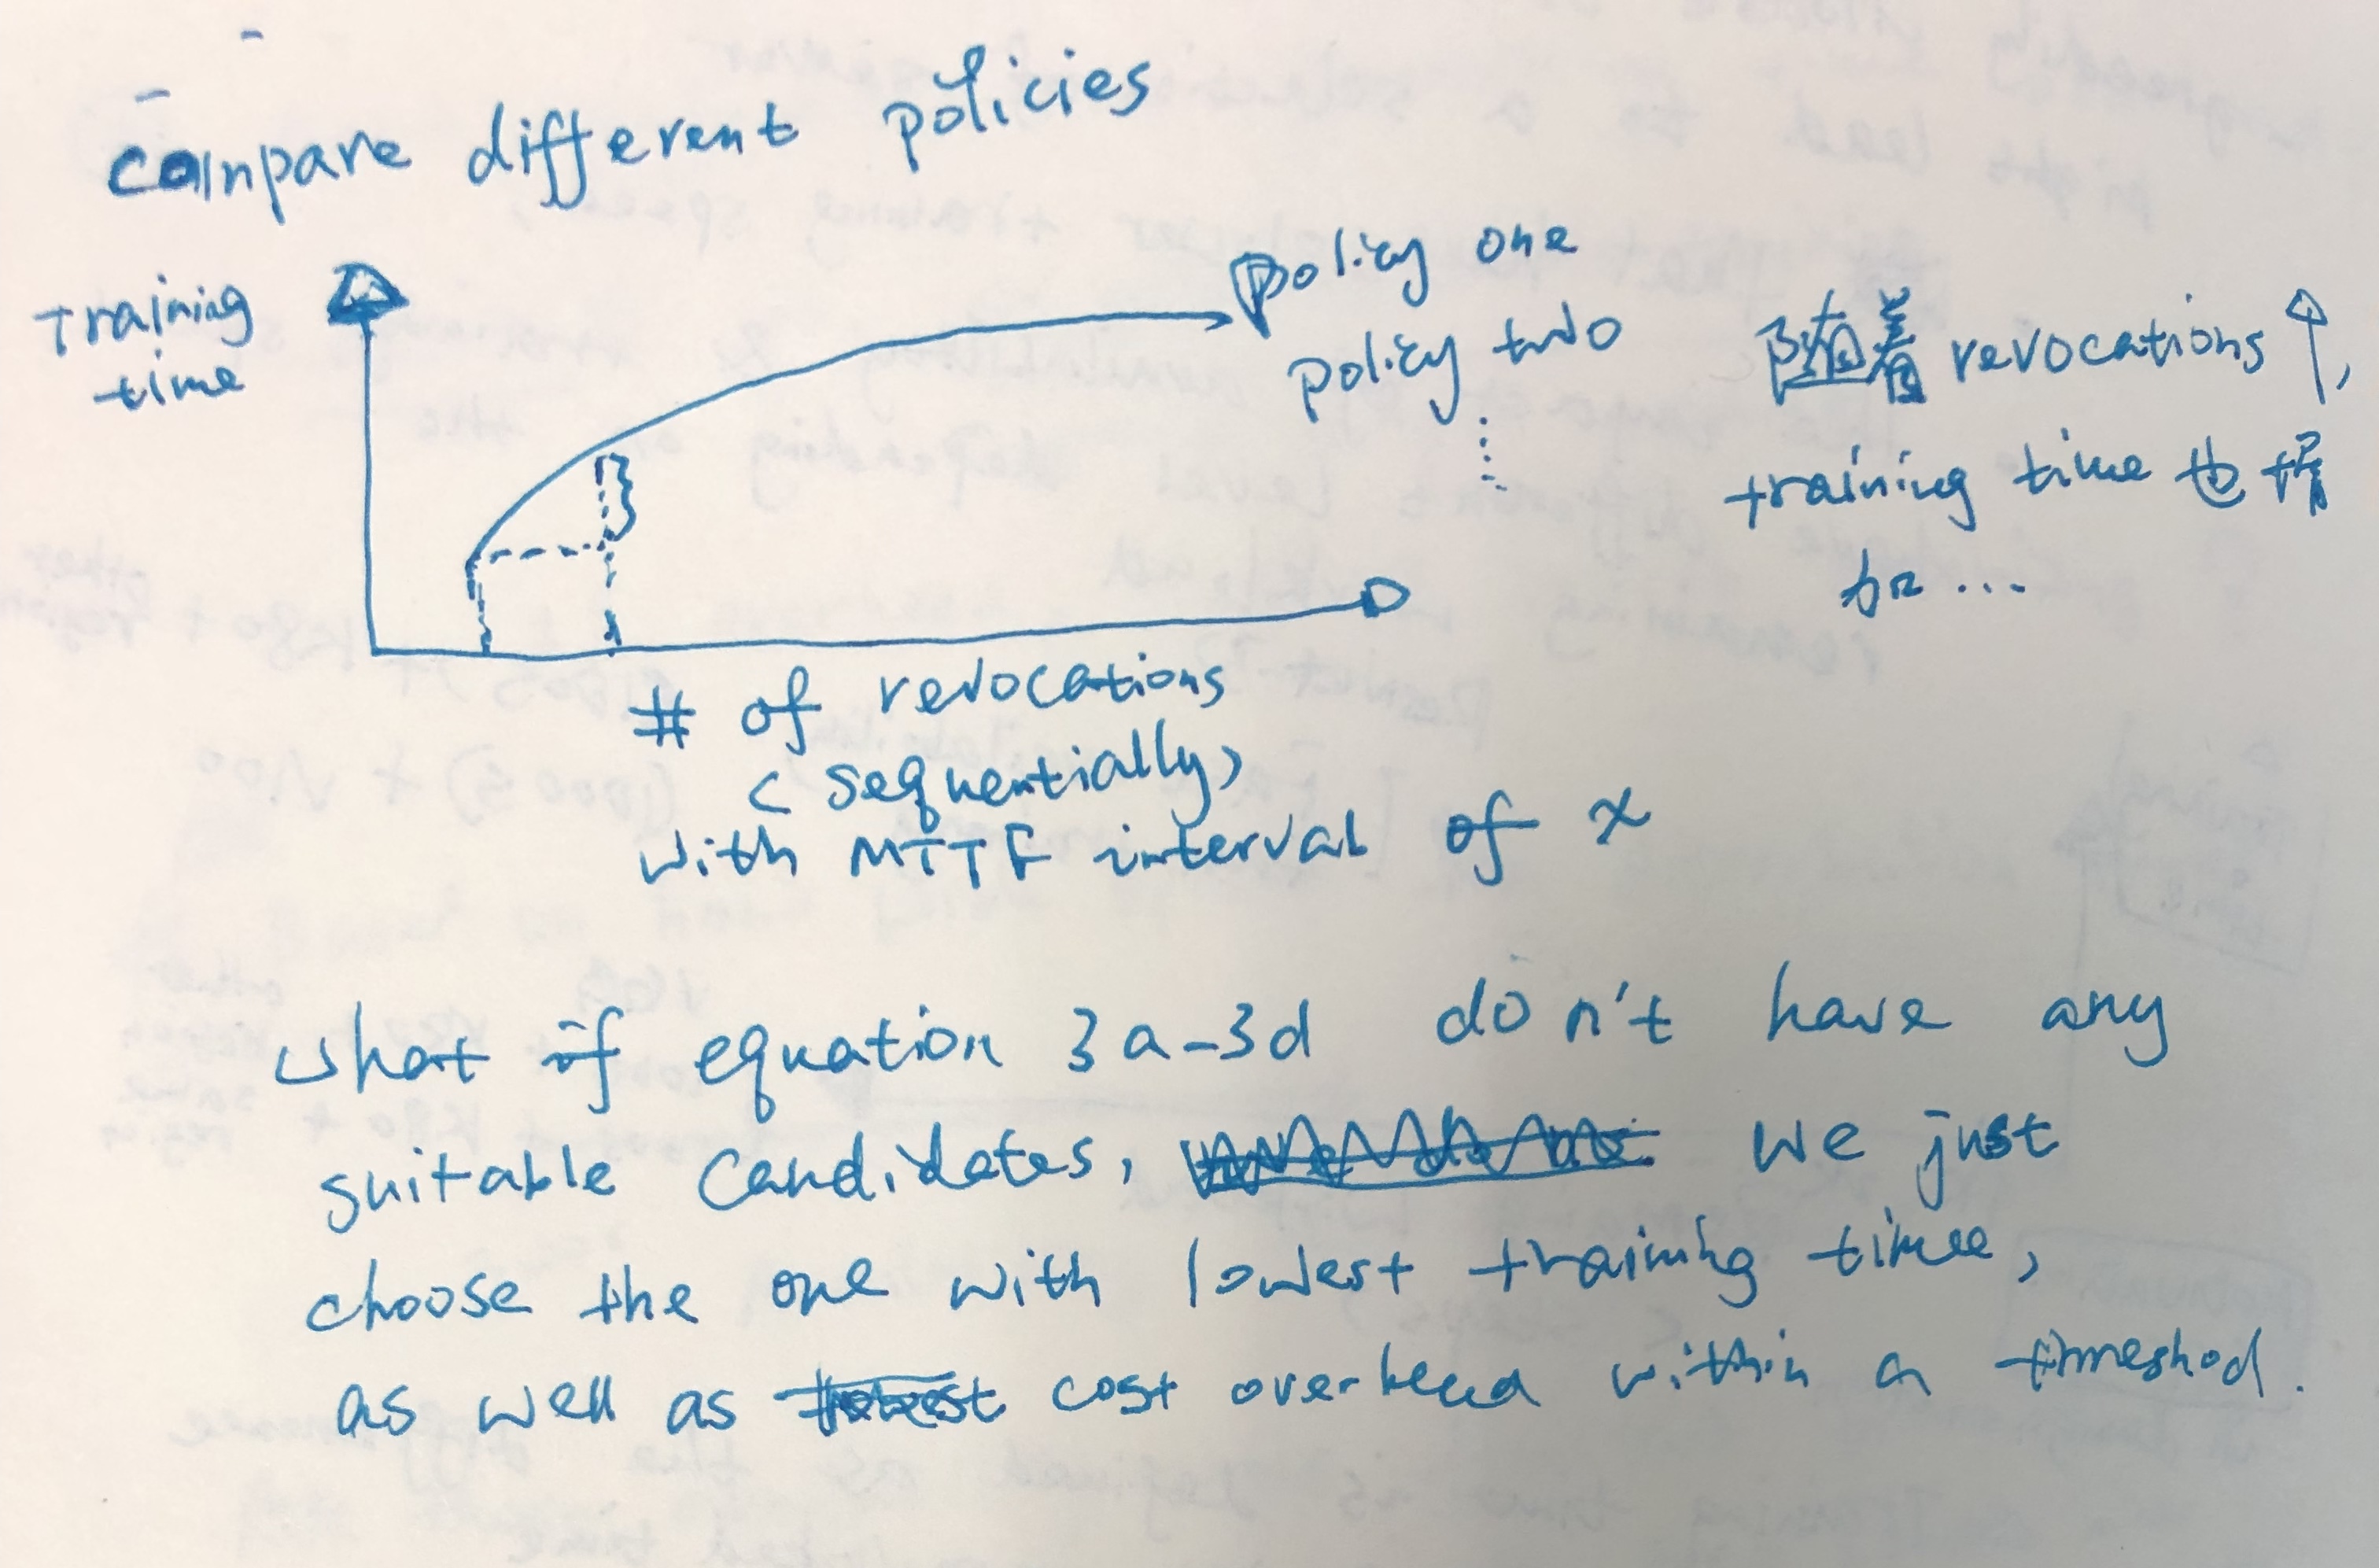 compare different policies
training
time
policy one
policy two
随着 revocations ↑,
training time 也增
加...
# of revocations
( sequentially)
with MTTF interval of x
what if equation 3a-3d don't have any
suitable candidates, we just
choose the one with lowest training time,
as well as cost overhead within a threshod.